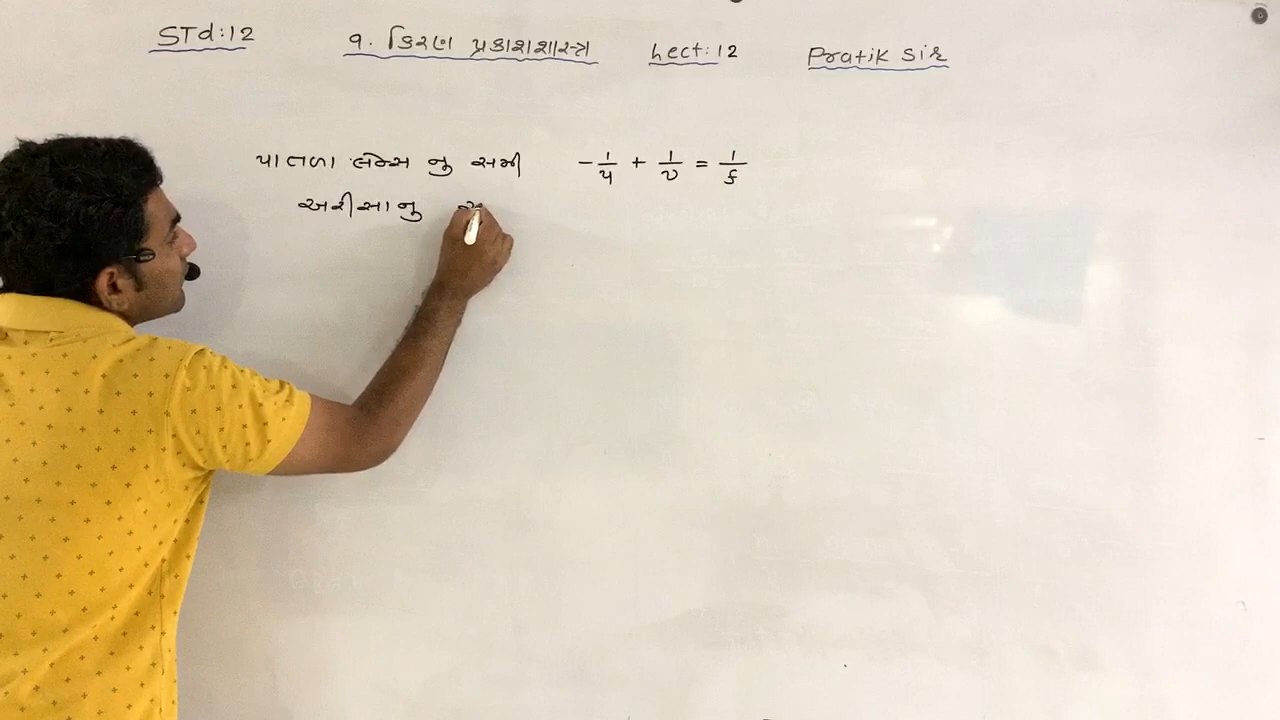 STd:12 ૧. કિરણ પ્રકાશશાસ્ત્ર Lect:12 Pratik Sir
પાતળા લેન્સ નુ સમી -1/u + 1/v = 1/f
અરીસાનુ સ